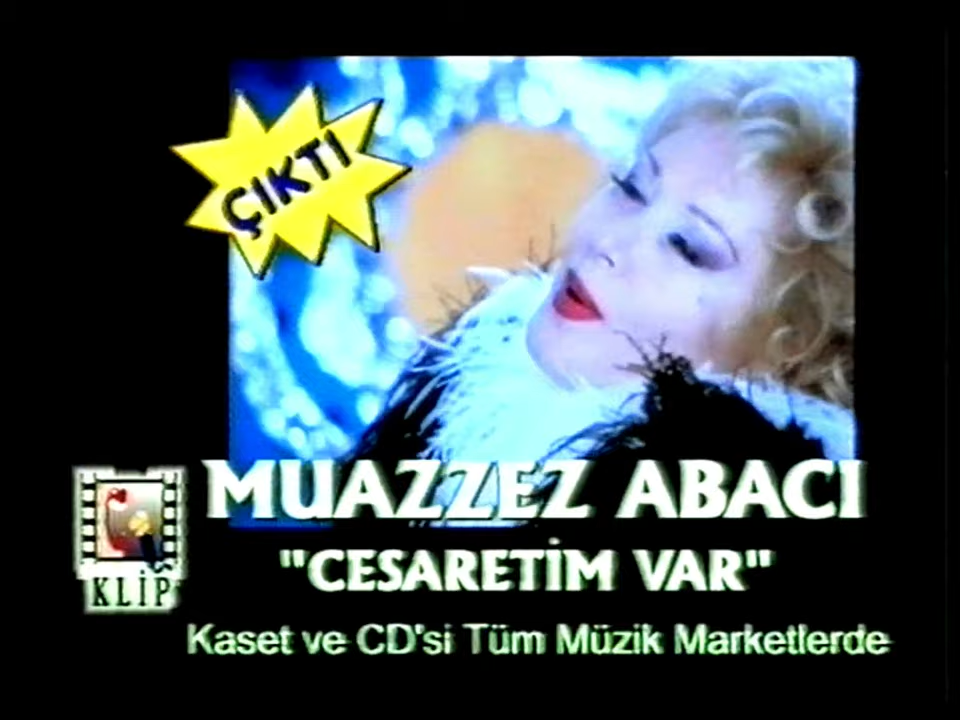 ÇIKTI
MUAZZEZ ABACI
"CESARETİM VAR"
KLİP
Kaset ve CD'si Tüm Müzik Marketlerde